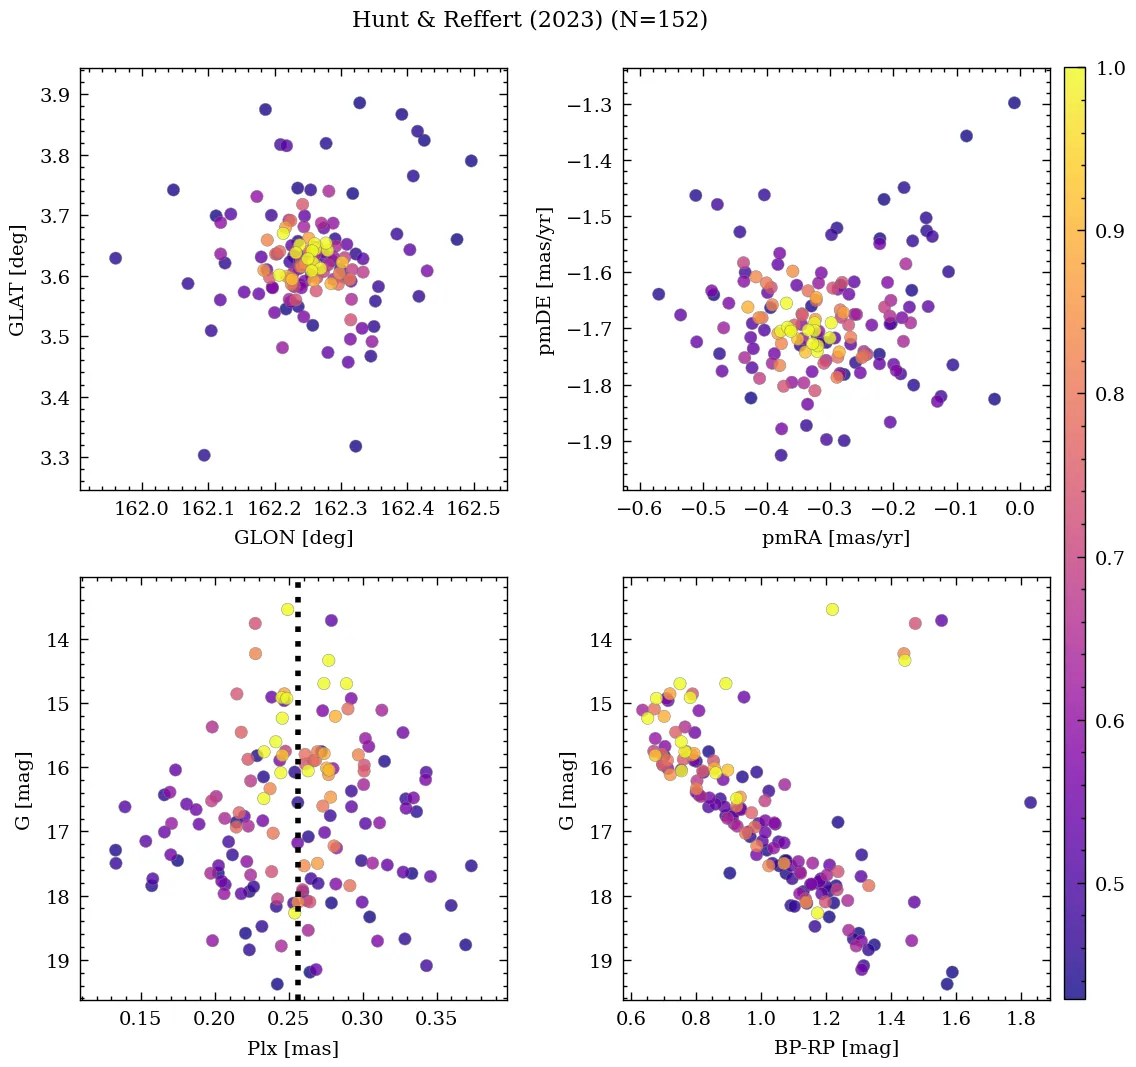 Hunt & Reffert (2023) (N=152)
3.9
3.8
3.7
3.6
3.5
3.4
3.3
GLAT [deg]
162.0 162.1 162.2 162.3 162.4 162.5
GLON [deg]
−1.3
−1.4
−1.5
−1.6
−1.7
−1.8
−1.9
pmDE [mas/yr]
−0.6 −0.5 −0.4 −0.3 −0.2 −0.1 0.0
pmRA [mas/yr]
1.0
0.9
0.8
0.7
0.6
0.5
14
15
16
17
18
19
G [mag]
0.15 0.20 0.25 0.30 0.35
Plx [mas]
14
15
16
17
18
19
G [mag]
0.6 0.8 1.0 1.2 1.4 1.6 1.8
BP-RP [mag]